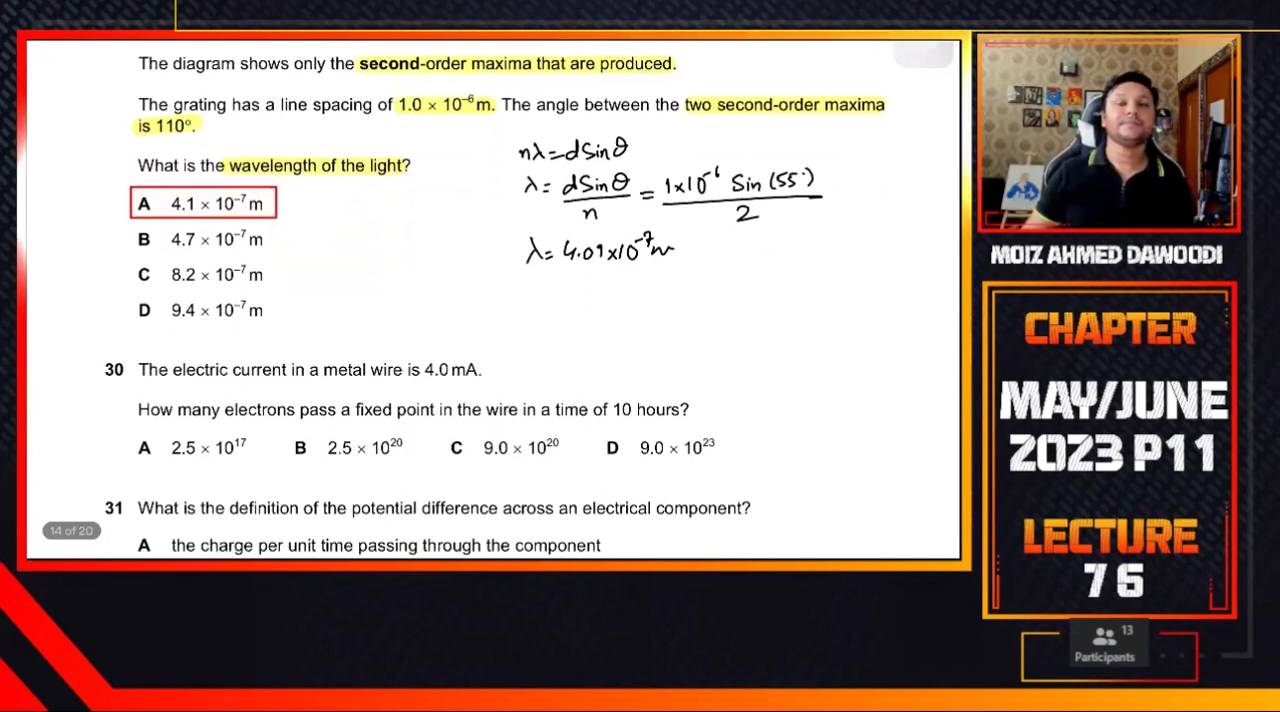 The diagram shows only the second-order maxima that are produced.
The grating has a line spacing of 1.0 × 10⁻⁶ m. The angle between the two second-order maxima
is 110°.
What is the wavelength of the light?
A 4.1 × 10⁻⁷ m
B 4.7 × 10⁻⁷ m
C 8.2 × 10⁻⁷ m
D 9.4 × 10⁻⁷ m
nλ = d Sin θ
λ = d Sin θ / n = 1×10⁻⁶ Sin (55°) / 2
λ = 4.09×10⁻⁷ m
30 The electric current in a metal wire is 4.0 mA.
How many electrons pass a fixed point in the wire in a time of 10 hours?
A 2.5 × 10¹⁷ B 2.5 × 10²⁰ C 9.0 × 10²⁰ D 9.0 × 10²³
31 What is the definition of the potential difference across an electrical component?
14 of 20
A the charge per unit time passing through the component
MOIZ AHMED DAWOODI
CHAPTER
MAY/JUNE
2023 P11
LECTURE
76
13
Participants